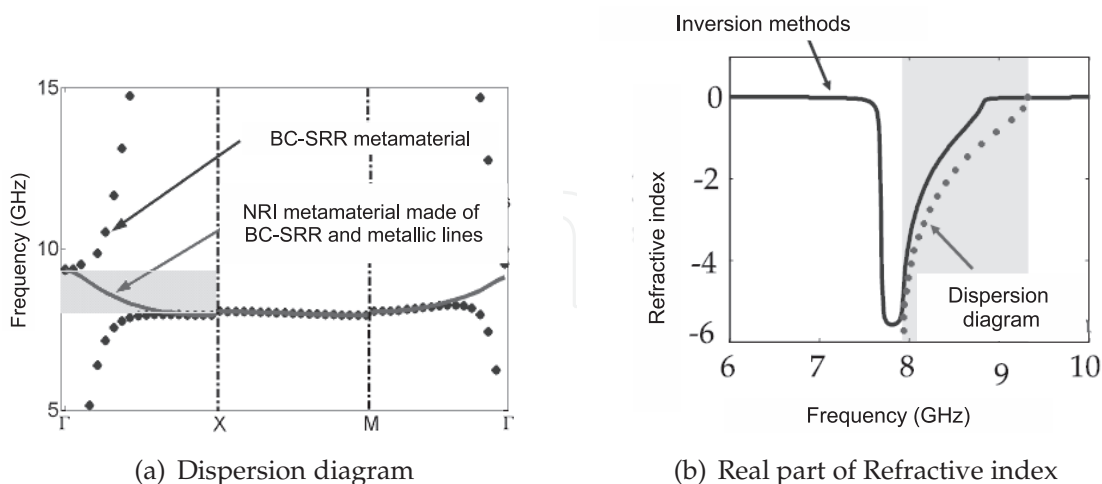 15
10
5
Frequency (GHz)
BC-SRR metamaterial
NRI metamaterial made of
BC-SRR and metallic lines
Γ
X
M
Γ
(a) Dispersion diagram
Inversion methods
0
-2
-4
-6
Refractive index
Dispersion
diagram
6
7
8
9
10
Frequency (GHz)
(b) Real part of Refractive index